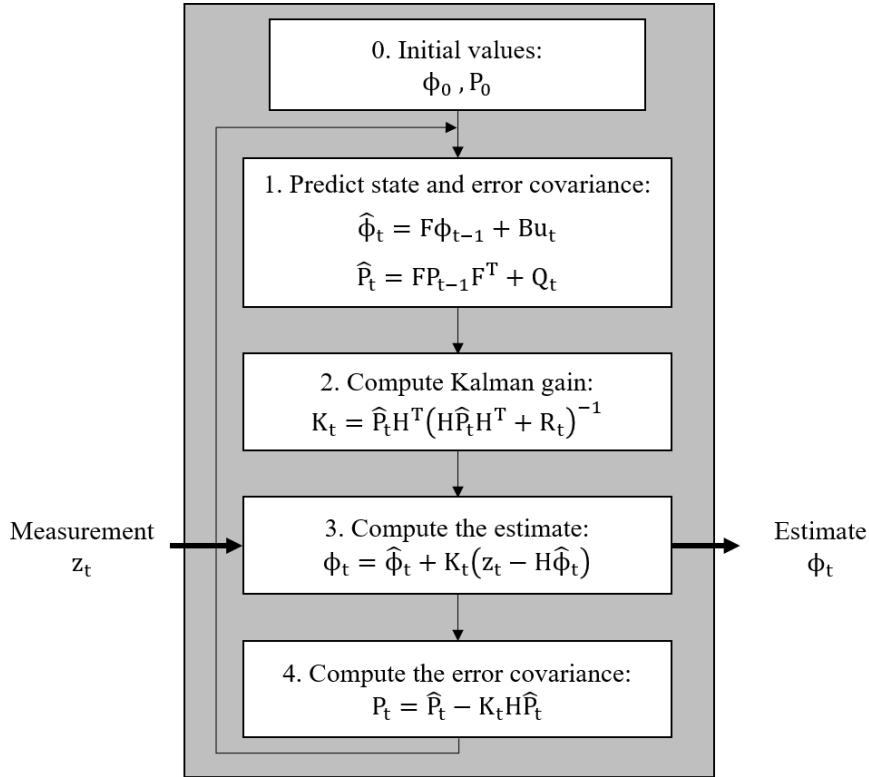 0. Initial values:
ϕ₀ , P₀
1. Predict state and error covariance:
ϕ̂ₜ = Fϕₜ₋₁ + Buₜ
P̂ₜ = FPₜ₋₁Fᵀ + Qₜ
2. Compute Kalman gain:
Kₜ = P̂ₜHᵀ(HP̂ₜHᵀ + Rₜ)⁻¹
Measurement
zₜ
3. Compute the estimate:
ϕₜ = ϕ̂ₜ + Kₜ(zₜ − Hϕ̂ₜ)
Estimate
ϕₜ
4. Compute the error covariance:
Pₜ = P̂ₜ − KₜHP̂ₜ